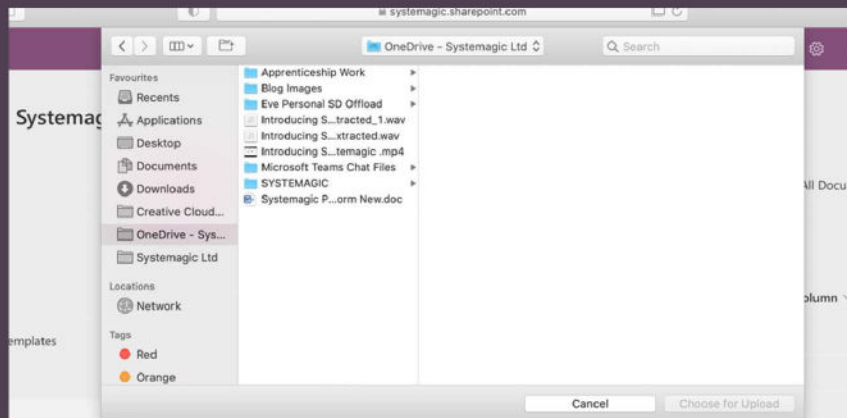 systemagic.sharepoint.com
OneDrive - Systemagic Ltd
Search
Systemag
Favourites
Recents
Applications
Desktop
Documents
Downloads
Creative Cloud...
OneDrive - Sys...
Systemagic Ltd
Locations
Network
Tags
Red
Orange
Apprenticeship Work
Blog Images
Eve Personal SD Offload
Introducing S...tracted_1.wav
Introducing S...xtracted.wav
Introducing S...temagic .mp4
Microsoft Teams Chat Files
SYSTEMAGIC
Systemagic P...orm New.doc
All Docu
olumn
emplates
Cancel
Choose for Upload